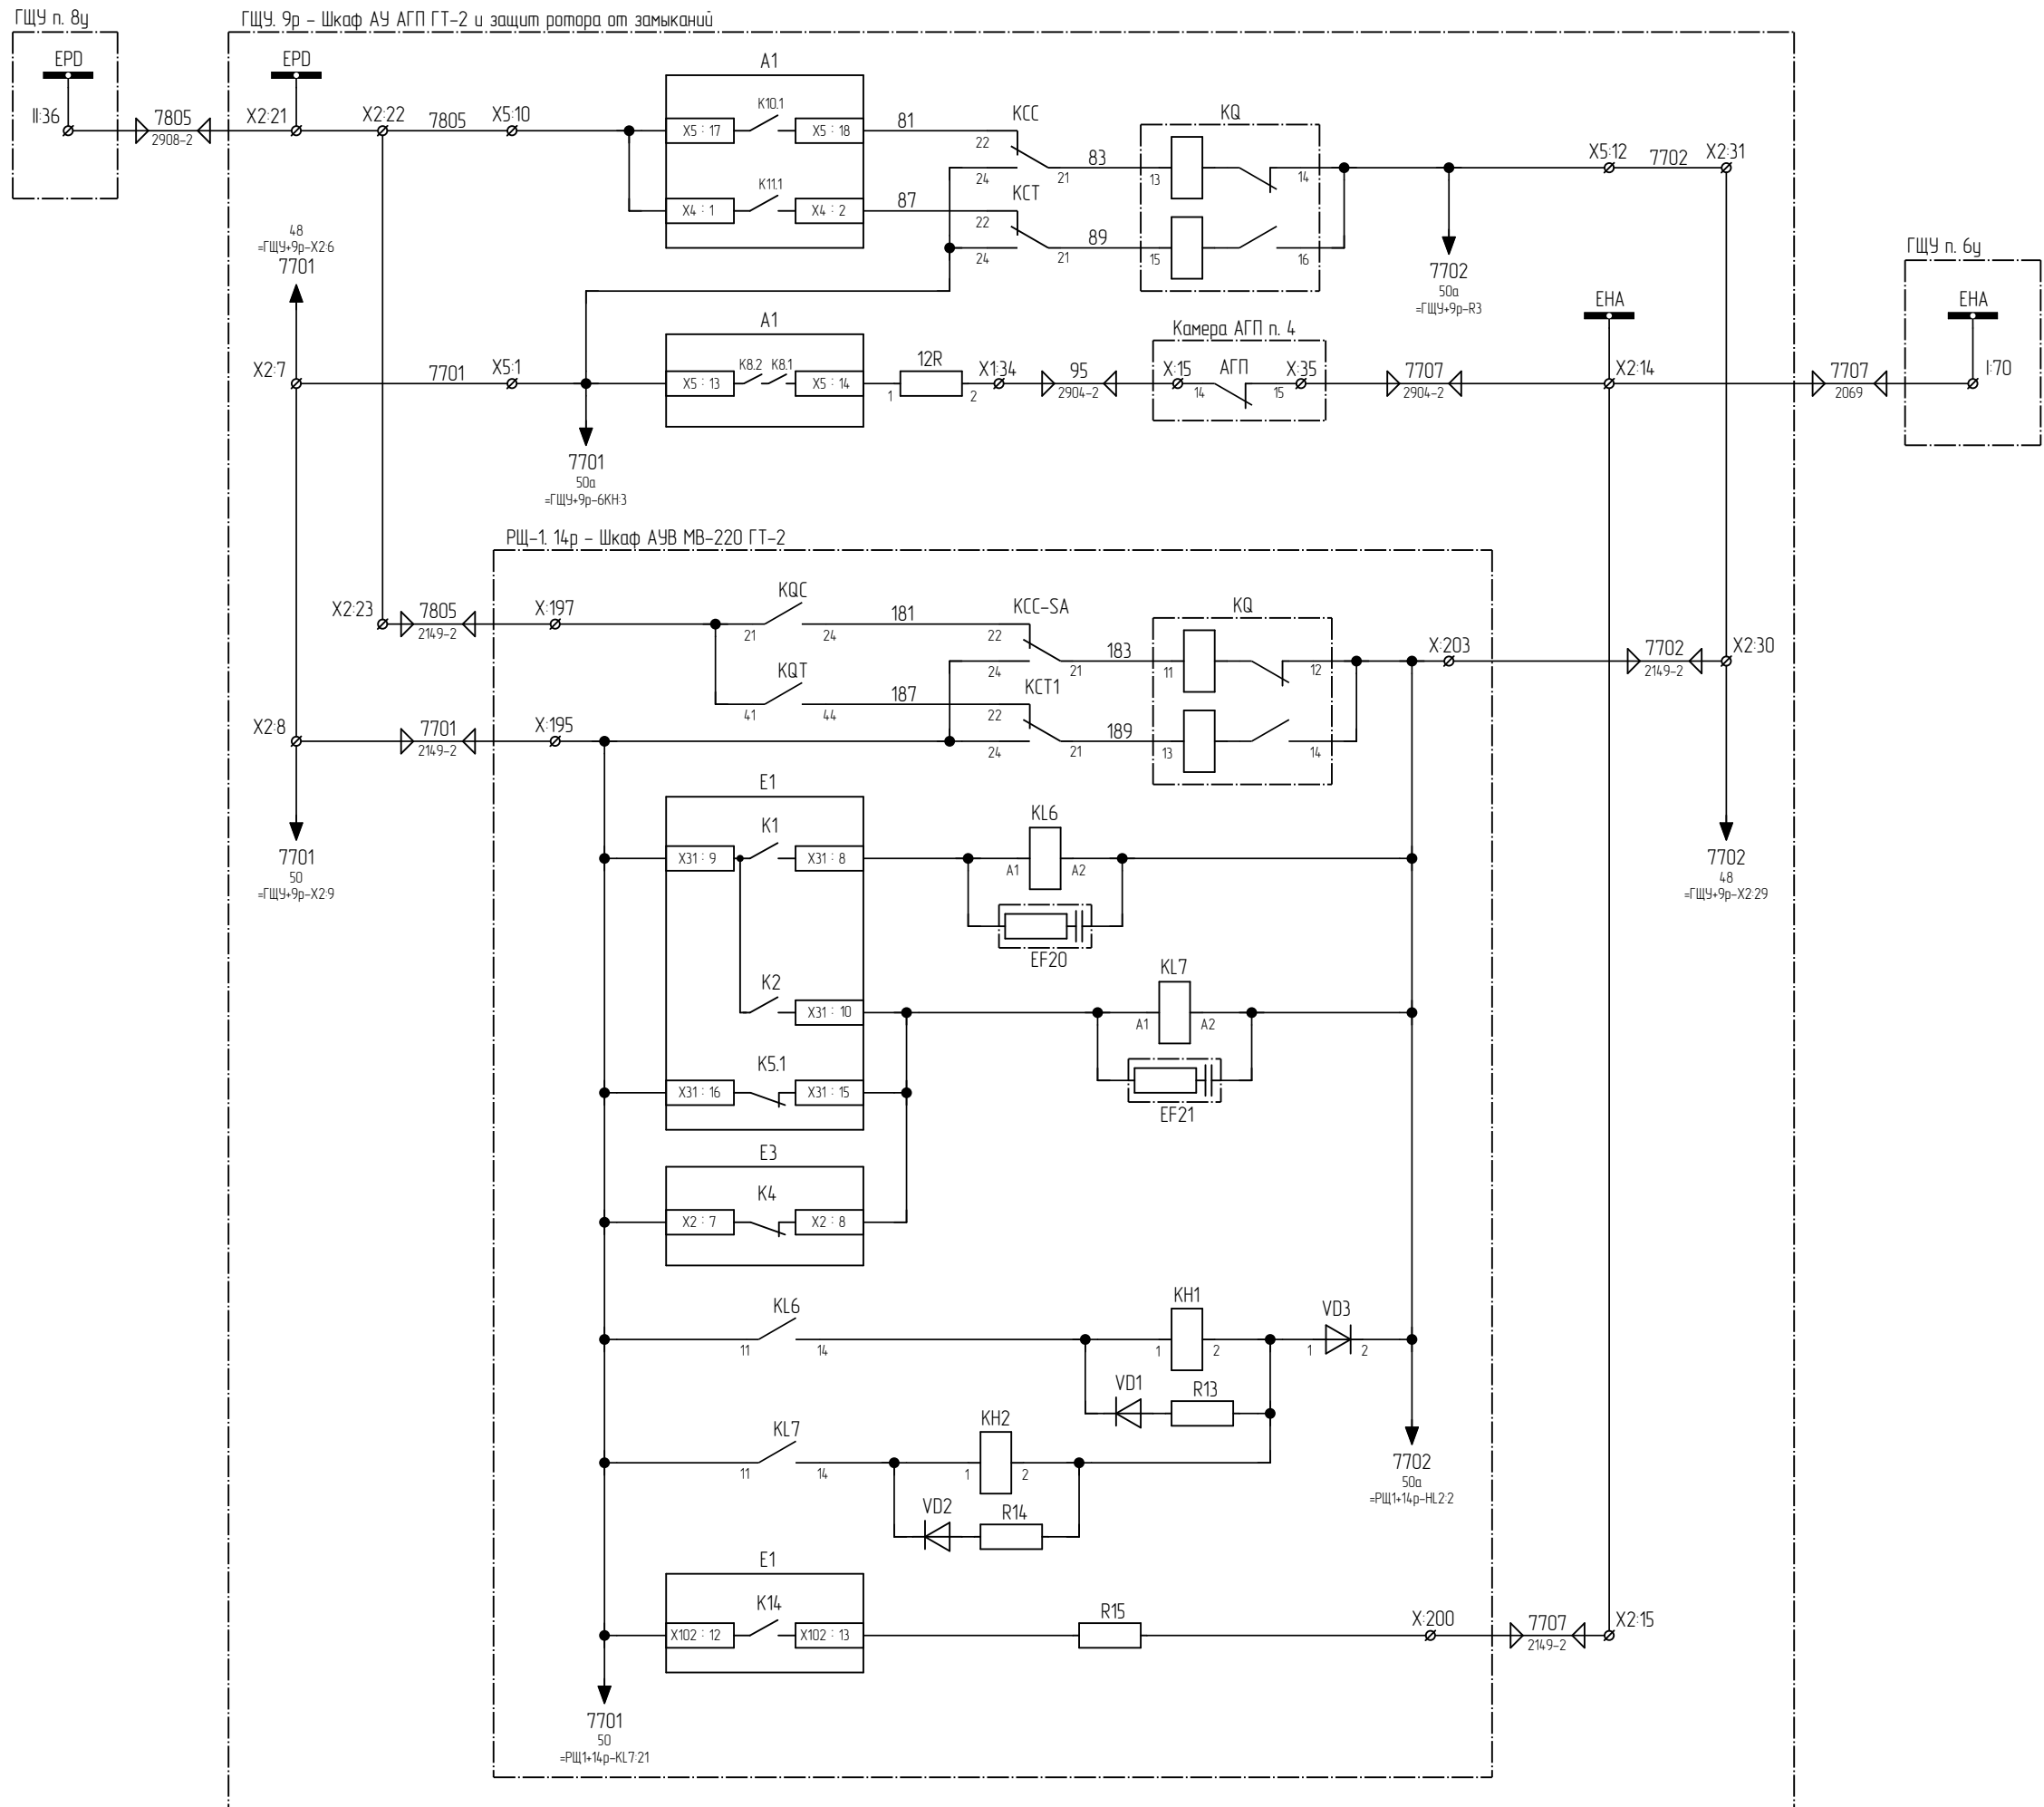 ГЩУ п. 8у
ГЩУ. 9р – Шкаф АУ АГП ГТ-2 и защит ротора от замыканий
EPD
EPD
A1
II:36
7805
2908-2
X2:21
X2:22
7805
X5:10
X5 : 17
K10.1
X5 : 18
81
KCC
22
24
21
83
KQ
13
14
X5:12
7702
X2:31
X4 : 1
K11.1
X4 : 2
87
KCT
22
24
21
89
15
16
48
=ГЩУ+9р-X2:6
7701
7702
50а
=ГЩУ+9р-R3
ГЩУ п. 6у
EHA
EHA
A1
Камера АГП п. 4
X2:7
7701
X5:1
X5 : 13
K8.2
K8.1
X5 : 14
12R
1
2
X1:34
95
2904-2
X:15
14
АГП
15
X:35
7707
2904-2
X2:14
7707
2069
I:70
7701
50а
=ГЩУ+9р-6KH:3
РЩ-1. 14р – Шкаф АУВ МВ-220 ГТ-2
X2:23
7805
2149-2
X:197
KQC
21
24
181
KCC-SA
22
24
21
183
KQ
11
12
X:203
7702
2149-2
X2:30
KQT
41
44
187
KCT1
22
24
21
189
13
14
X2:8
7701
2149-2
X:195
E1
K1
X31 : 9
X31 : 8
KL6
A1
A2
EF20
7701
50
=ГЩУ+9р-X2:9
7702
48
=ГЩУ+9р-X2:29
K2
X31 : 10
KL7
A1
A2
EF21
K5.1
X31 : 16
X31 : 15
E3
K4
X2 : 7
X2 : 8
KL6
11
14
KH1
1
2
VD3
1
2
VD1
R13
KL7
11
14
KH2
1
2
VD2
R14
7702
50а
=РЩ1+14р-HL2:2
E1
K14
X102 : 12
X102 : 13
R15
X:200
7707
2149-2
X2:15
7701
50
=РЩ1+14р-KL7:21